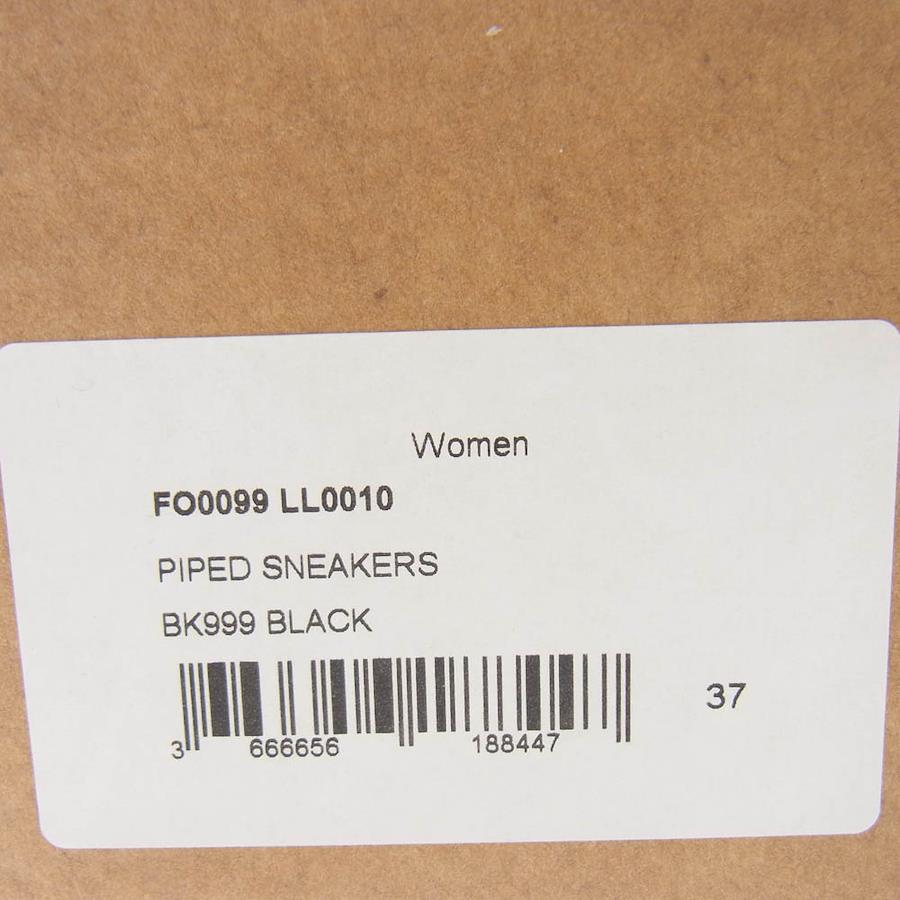 Women
FO0099 LL0010
PIPED SNEAKERS
BK999 BLACK
37
3 666656 188447